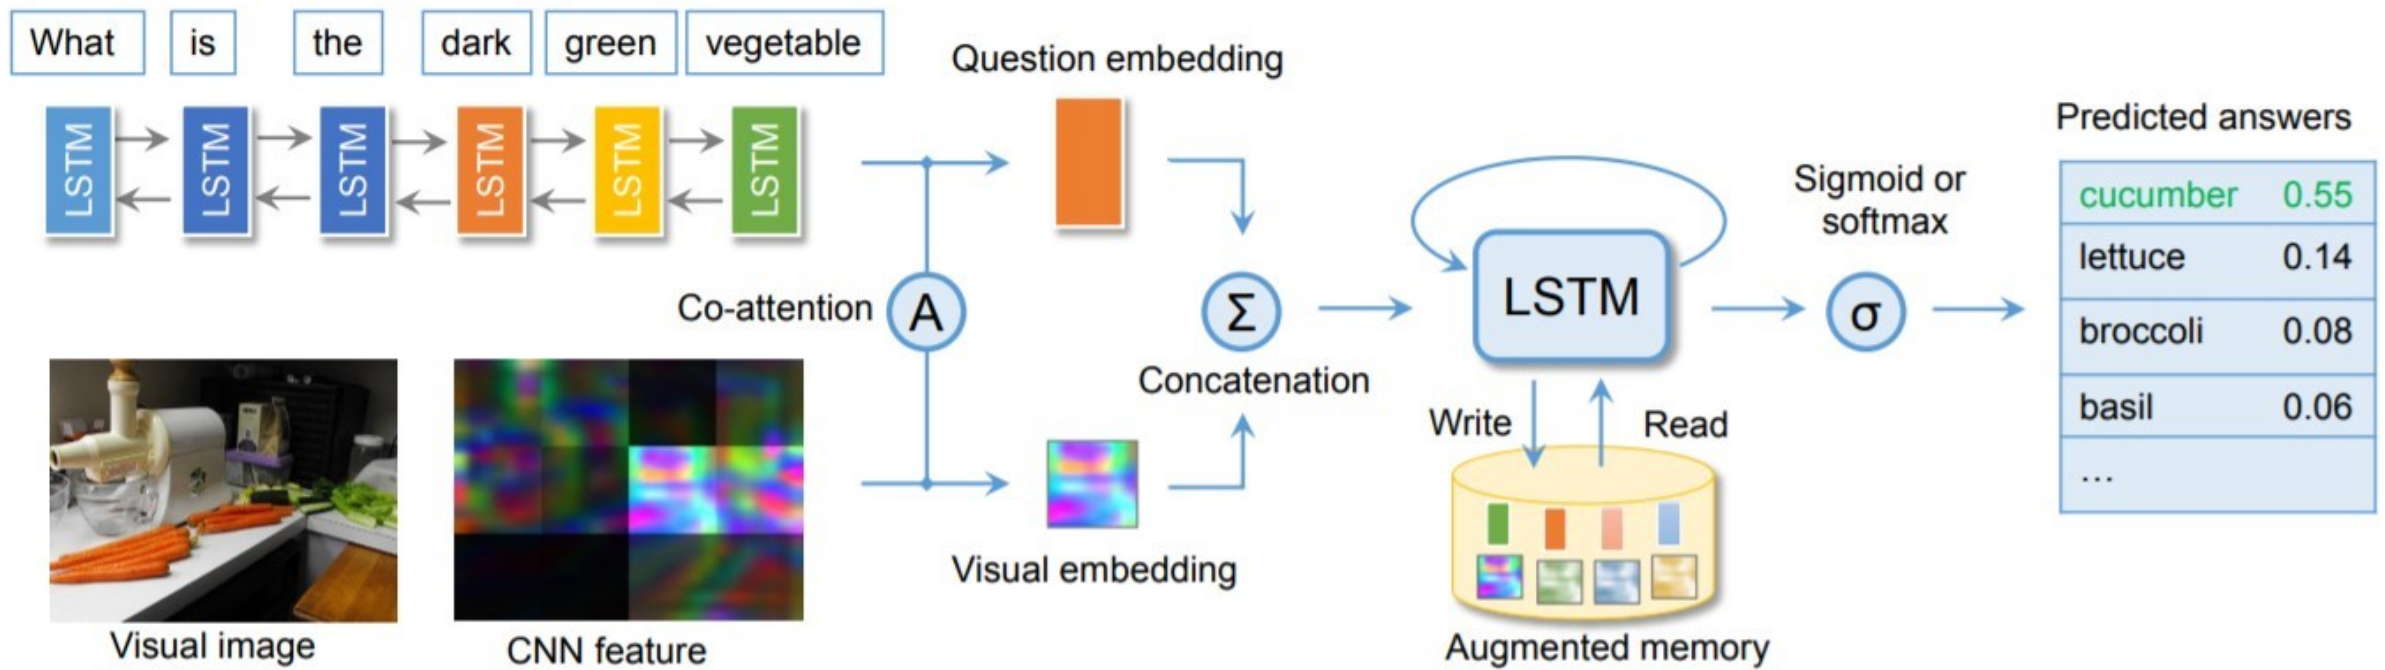 What is the dark green vegetable
LSTM LSTM LSTM LSTM LSTM LSTM
Question embedding
Co-attention
A
Visual image
CNN feature
Visual embedding
Σ
Concatenation
LSTM
Write
Read
Augmented memory
Sigmoid or
softmax
σ
Predicted answers
cucumber 0.55
lettuce 0.14
broccoli 0.08
basil 0.06
...